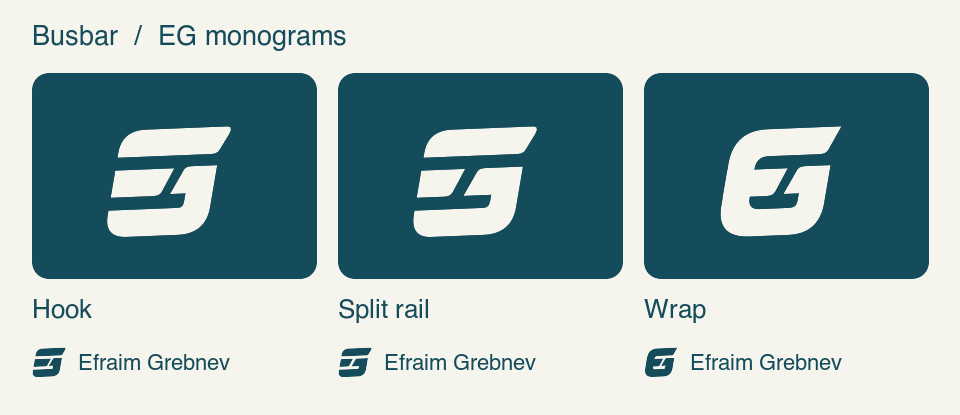 Busbar / EG monograms
Hook
Split rail
Wrap
Efraim Grebnev
Efraim Grebnev
Efraim Grebnev